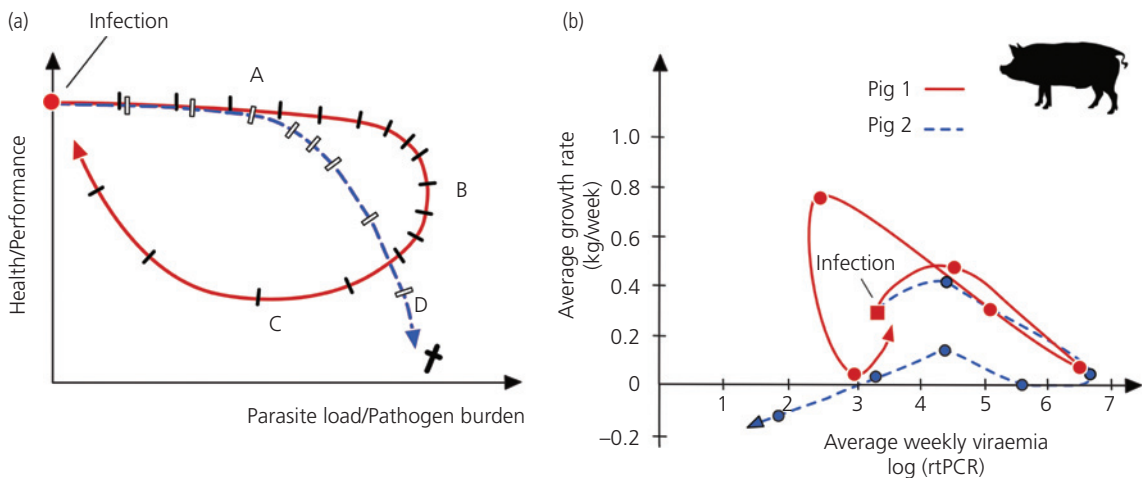 (a)
Infection
A
B
C
D
Health/Performance
Parasite load/Pathogen burden
(b)
Pig 1
Pig 2
1.0
0.8
0.6
0.4
0.2
0
–0.2
Infection
1 2 3 4 5 6 7
Average growth rate
(kg/week)
Average weekly viraemia
log (rtPCR)